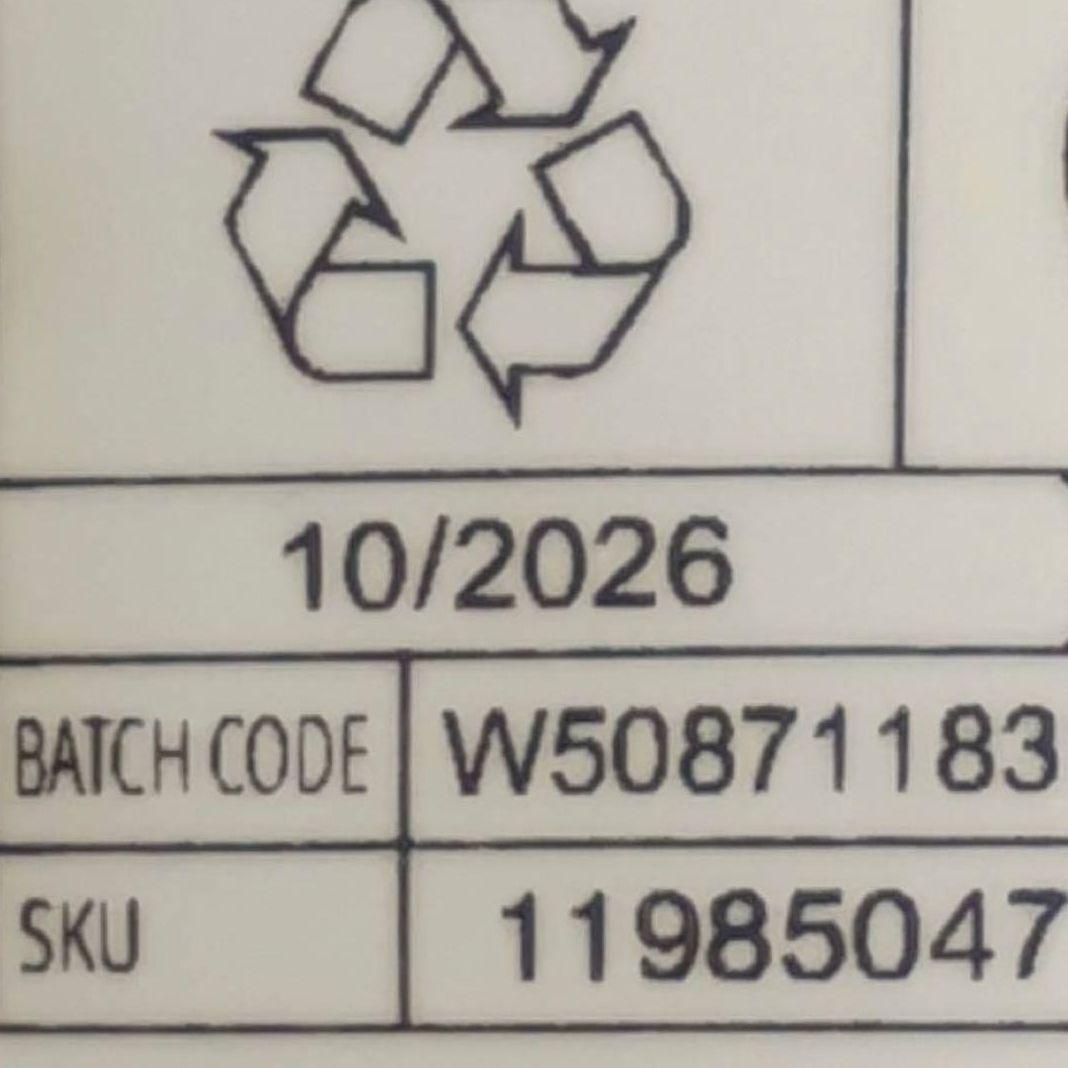 10/2026
BATCH CODE W50871183
SKU 11985047